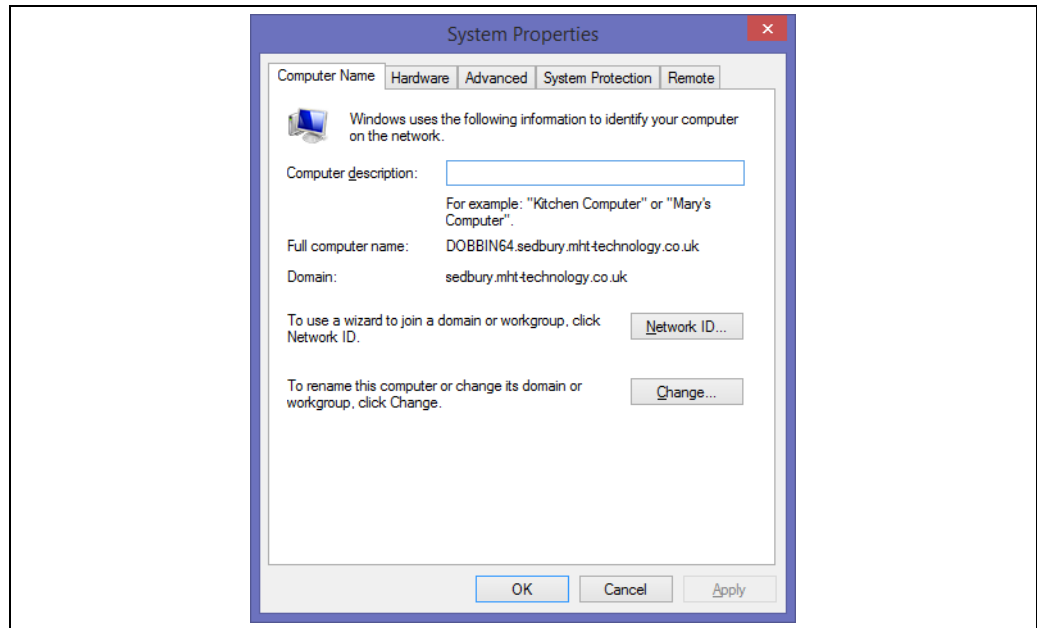 System Properties
Computer Name Hardware Advanced System Protection Remote
Windows uses the following information to identify your computer
on the network.
Computer description:
For example: "Kitchen Computer" or "Mary's
Computer".
Full computer name: DOBBIN64.sedbury.mht-technology.co.uk
Domain: sedbury.mht-technology.co.uk
To use a wizard to join a domain or workgroup, click
Network ID.
Network ID...
To rename this computer or change its domain or
workgroup, click Change.
Change...
OK Cancel Apply